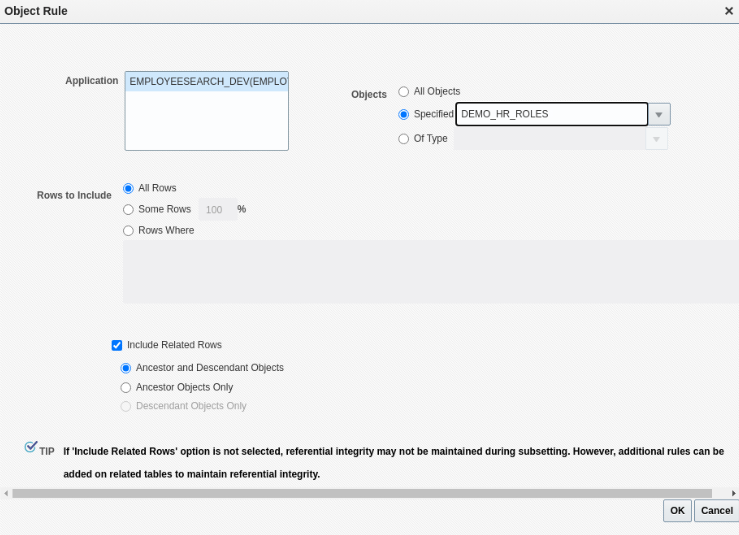 Object Rule
Application
EMPLOYEESEARCH_DEV(EMPLOY
Objects
All Objects
Specified
DEMO_HR_ROLES
Of Type
Rows to Include
All Rows
Some Rows 100 %
Rows Where
Include Related Rows
Ancestor and Descendant Objects
Ancestor Objects Only
Descendant Objects Only
TIP If 'Include Related Rows' option is not selected, referential integrity may not be maintained during subsetting. However, additional rules can be
added on related tables to maintain referential integrity.
OK Cancel